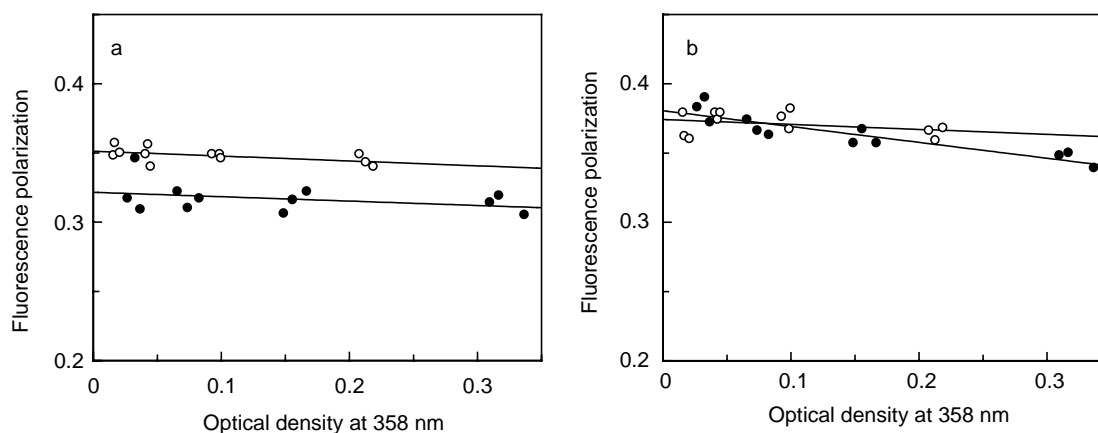 a
Fluorescence polarization
0.4
0.3
0.2
0
0.1
0.2
0.3
Optical density at 358 nm
b
Fluorescence polarization
0.4
0.3
0.2
0
0.1
0.2
0.3
Optical density at 358 nm